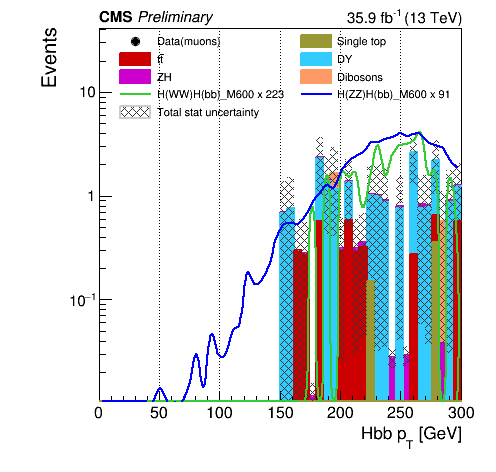 CMS Preliminary 35.9 fb⁻¹ (13 TeV)
Events
Data(muons) Single top
tt̄ DY
ZH Dibosons
H(WW)H(bb)_M600 x 223 H(ZZ)H(bb)_M600 x 91
Total stat uncertainty
10
1
10⁻¹
0 50 100 150 200 250 300
Hbb p_T [GeV]